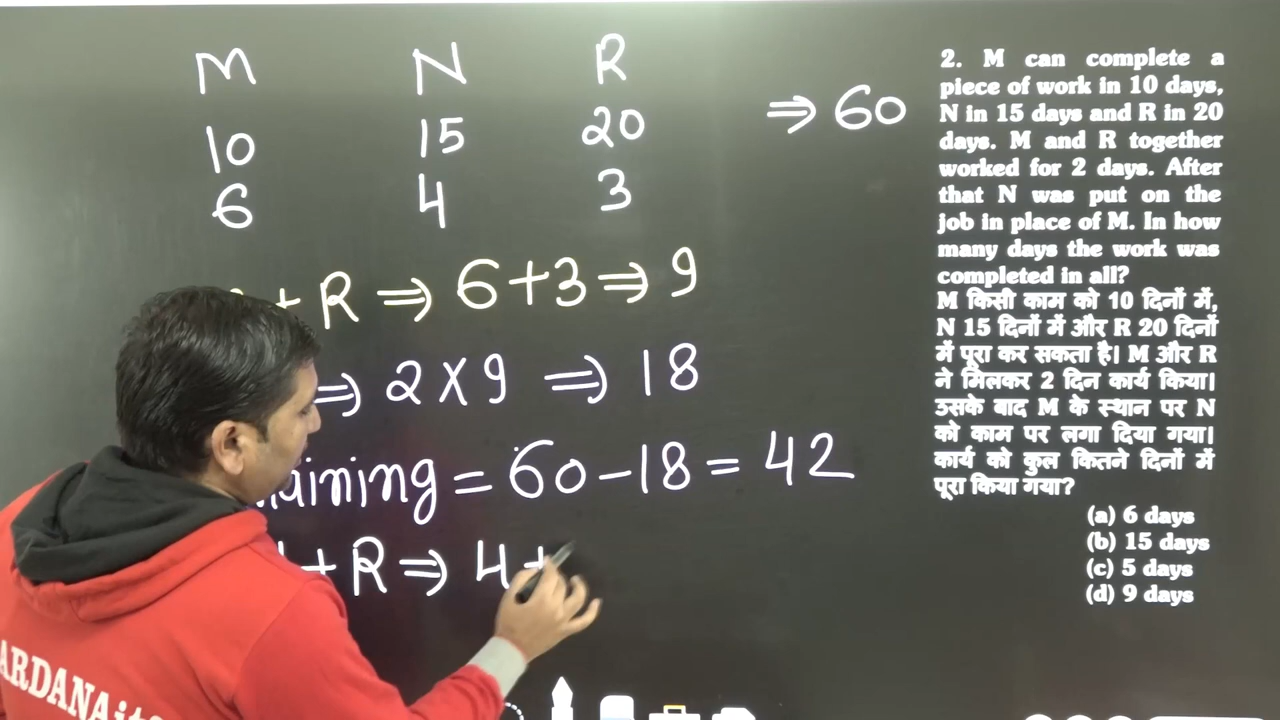 M N R
10 15 20 ⇒ 60
6 4 3
+ R ⇒ 6+3 ⇒ 9
⇒ 2 X 9 ⇒ 18
= 60 - 18 = 42
+ R ⇒ 4 +
2. M can complete a
piece of work in 10 days,
N in 15 days and R in 20
days. M and R together
worked for 2 days. After
that N was put on the
job in place of M. In how
many days the work was
completed in all?
M किसी काम को 10 दिनों में,
N 15 दिनों में और R 20 दिनों
में पूरा कर सकता है। M और R
ने मिलकर 2 दिन कार्य किया।
उसके बाद M के स्थान पर N
को काम पर लगा दिया गया।
कार्य को कुल कितने दिनों में
पूरा किया गया?
(a) 6 days
(b) 15 days
(c) 5 days
(d) 9 days